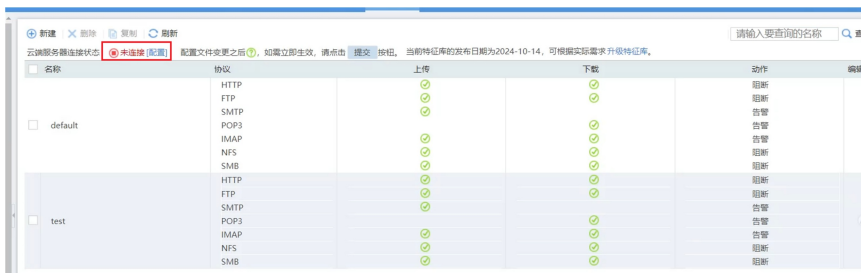 新建 删除 复制 刷新 请输入要查询的名称
云端服务器连接状态 未连接 [配置] 配置文件变更之后，如需立即生效，请点击 提交 按钮。 当前特征库的发布日期为2024-10-14，可根据实际需求 升级特征库。
名称 协议 上传 下载 动作
HTTP 阻断
FTP 阻断
SMTP 告警
default POP3 告警
IMAP 告警
NFS 阻断
SMB 阻断
HTTP 阻断
FTP 阻断
SMTP 告警
test POP3 告警
IMAP 告警
NFS 阻断
SMB 阻断